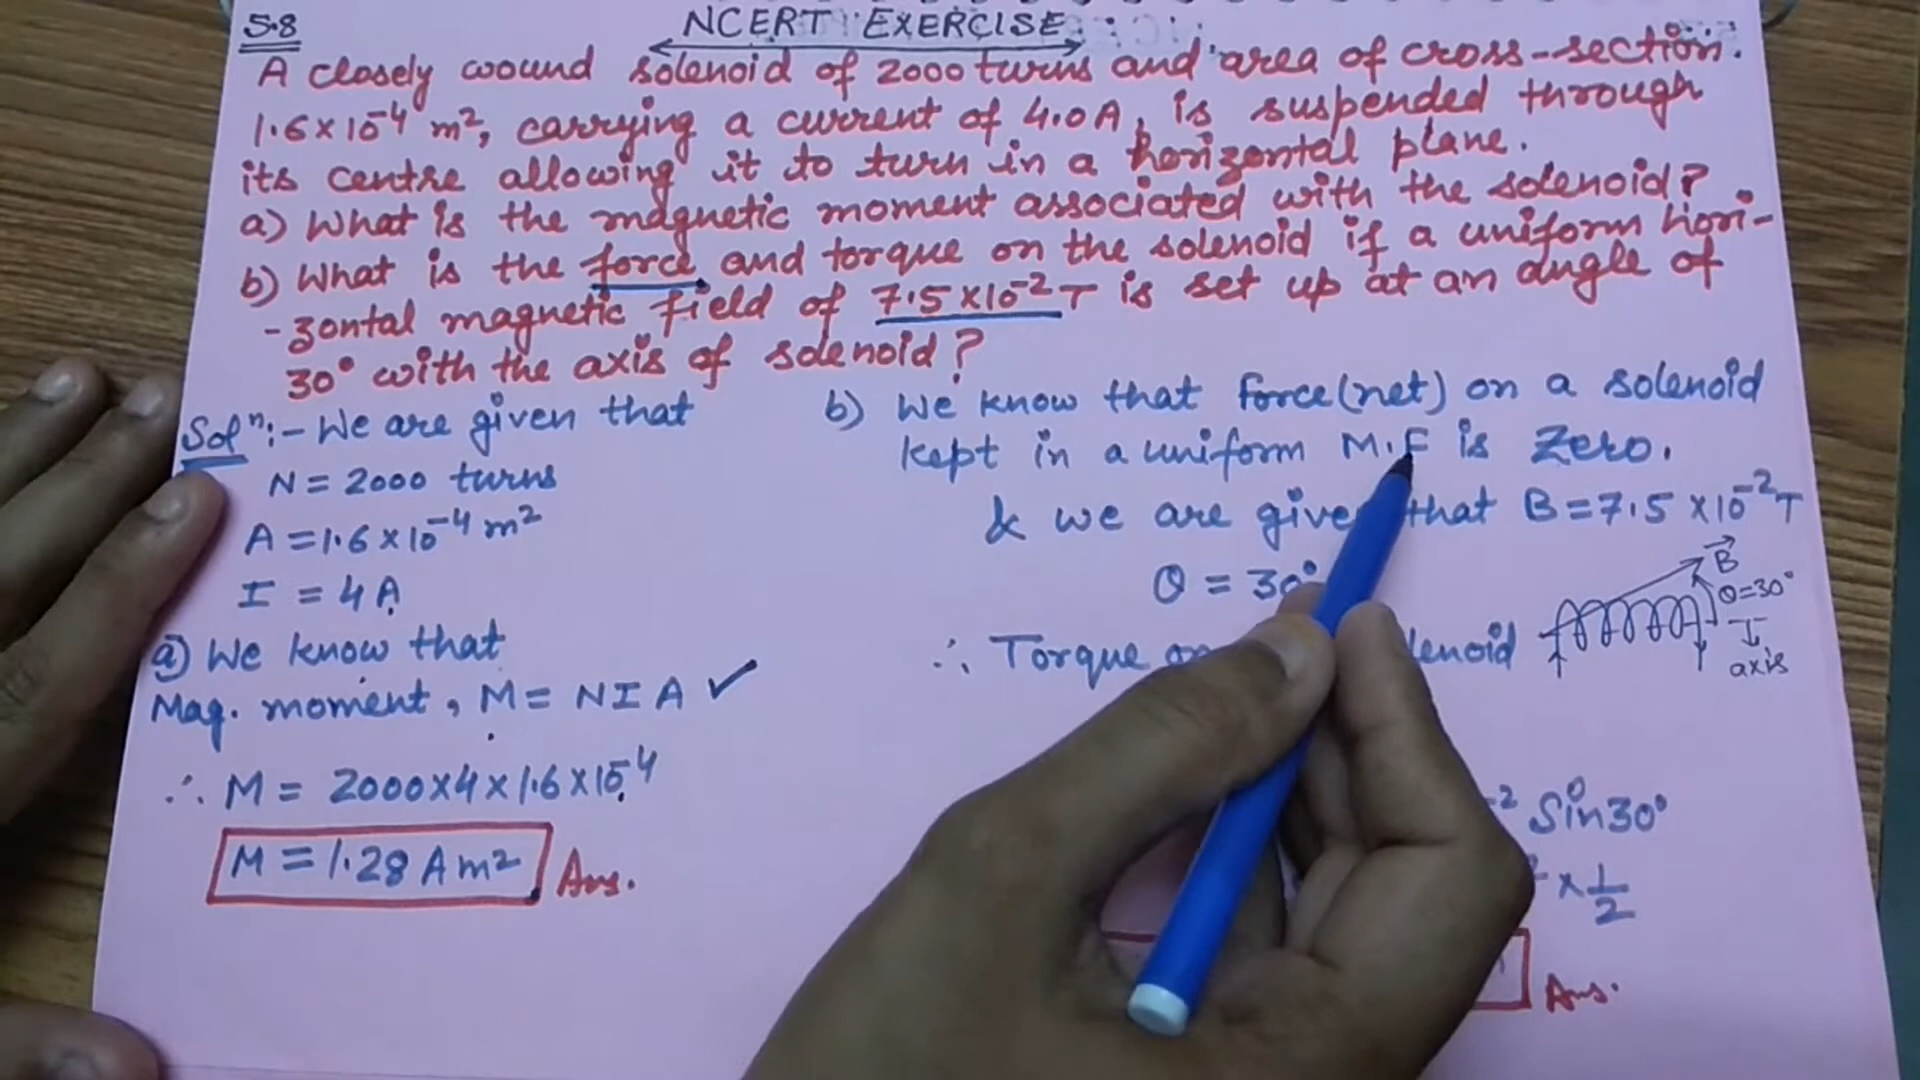 5.8
NCERT EXERCISE
A closely wound solenoid of 2000 turns and area of cross-section.
1.6×10⁻⁴ m², carrying a current of 4.0A, is suspended through
its centre allowing it to turn in a horizontal plane.
a) What is the magnetic moment associated with the solenoid?
b) What is the force and torque on the solenoid if a uniform hori-
-zontal magnetic field of 7.5×10⁻² T is set up at an angle of
30° with the axis of solenoid?
Solⁿ:- We are given that
N = 2000 turns
A = 1.6×10⁻⁴ m²
I = 4A
a) We know that
Mag. moment, M = NIA ✓
∴ M = 2000×4×1.6×10⁻⁴
M = 1.28 Am² Ans.
b) We know that force(net) on a solenoid
kept in a uniform M.F is Zero.
& we are given that B = 7.5×10⁻² T
θ = 30°
B
θ=30°
axis
∴ Torque
Sin30°
× 1/2
Ans.